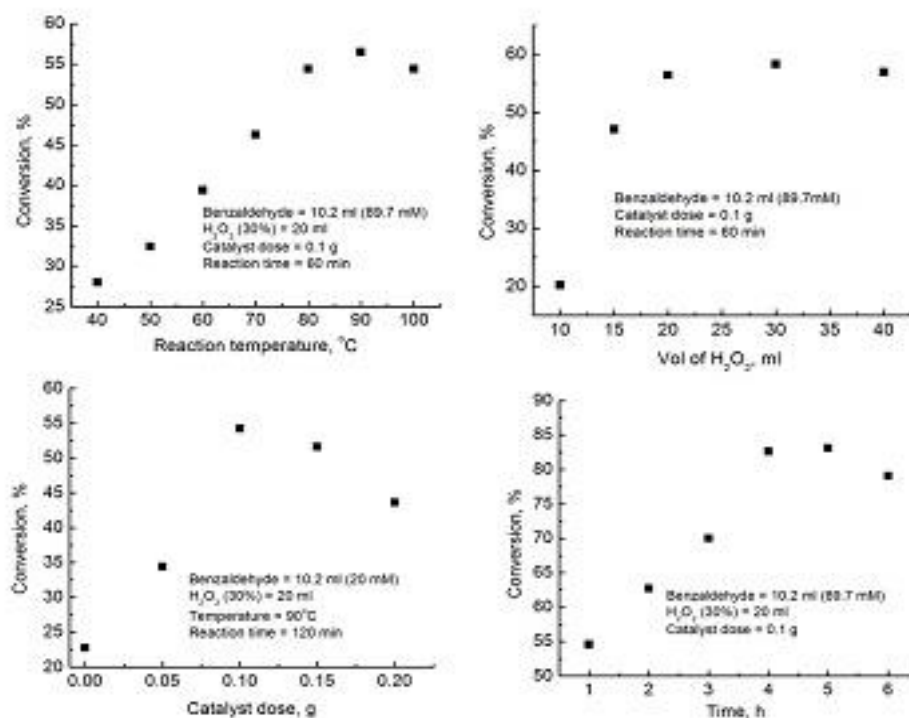 60
55
50
45
40
35
30
25
Conversion, %
Benzaldehyde = 10.2 ml (89.7 mM)
H₂O₂ (30%) = 20 ml
Catalyst dose = 0.1 g
Reaction time = 60 min
40 50 60 70 80 90 100
Reaction temperature, °C
60
50
40
30
20
Conversion, %
Benzaldehyde = 10.2 ml (89.7mM)
Catalyst dose = 0.1 g
Reaction time = 60 min
10 15 20 25 30 35 40
Vol of H₂O₂, ml
60
55
50
45
40
35
30
25
20
Conversion, %
Benzaldehyde = 10.2 ml (20 mM)
H₂O₂ (30%) = 20 ml
Temperature = 90°C
Reaction time = 120 min
0.00 0.05 0.10 0.15 0.20
Catalyst dose, g
90
85
80
75
70
65
60
55
50
Conversion, %
Benzaldehyde = 10.2 ml (89.7 mM)
H₂O₂ (30%) = 20 ml
Catalyst dose = 0.1 g
1 2 3 4 5 6
Time, h